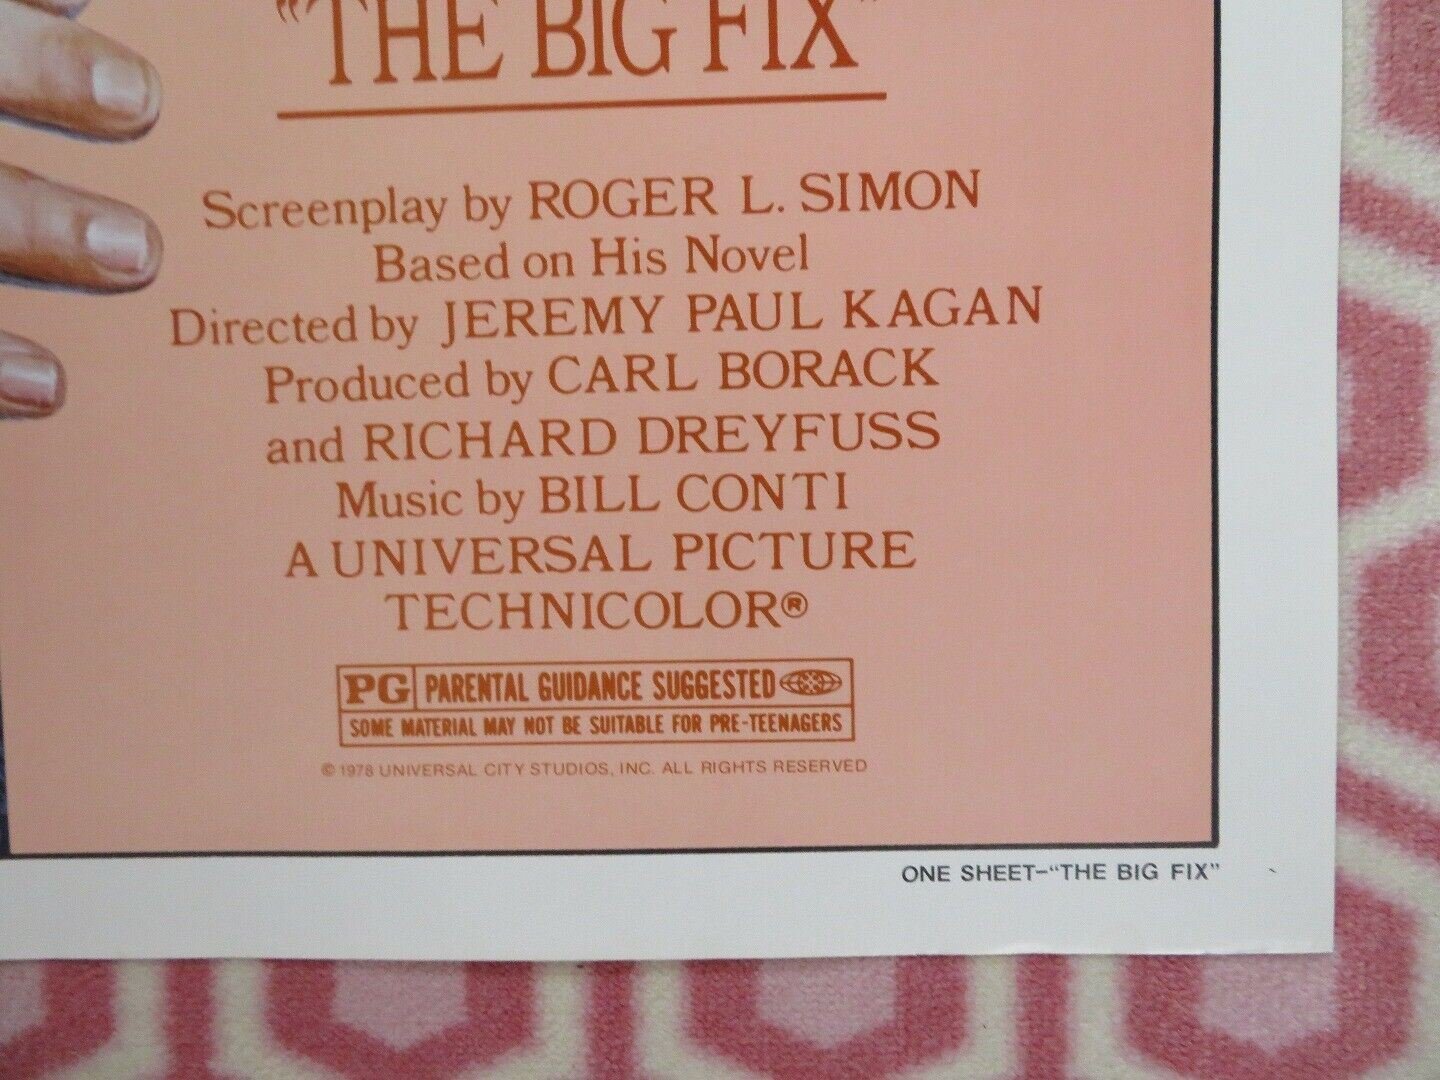 "THE BIG FIX"
Screenplay by ROGER L. SIMON
Based on His Novel
Directed by JEREMY PAUL KAGAN
Produced by CARL BORACK
and RICHARD DREYFUSS
Music by BILL CONTI
A UNIVERSAL PICTURE
TECHNICOLOR®
PG PARENTAL GUIDANCE SUGGESTED
SOME MATERIAL MAY NOT BE SUITABLE FOR PRE-TEENAGERS
© 1978 UNIVERSAL CITY STUDIOS, INC. ALL RIGHTS RESERVED
ONE SHEET–"THE BIG FIX"